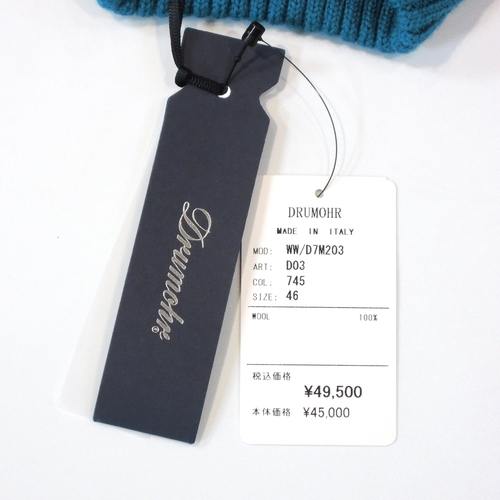 Drumohr®
DRUMOHR
MADE IN ITALY
MOD: WW/D7M203
ART: D03
COL: 745
SIZE: 46
WOOL 100%
税込価格
¥49,500
本体価格 ¥45,000